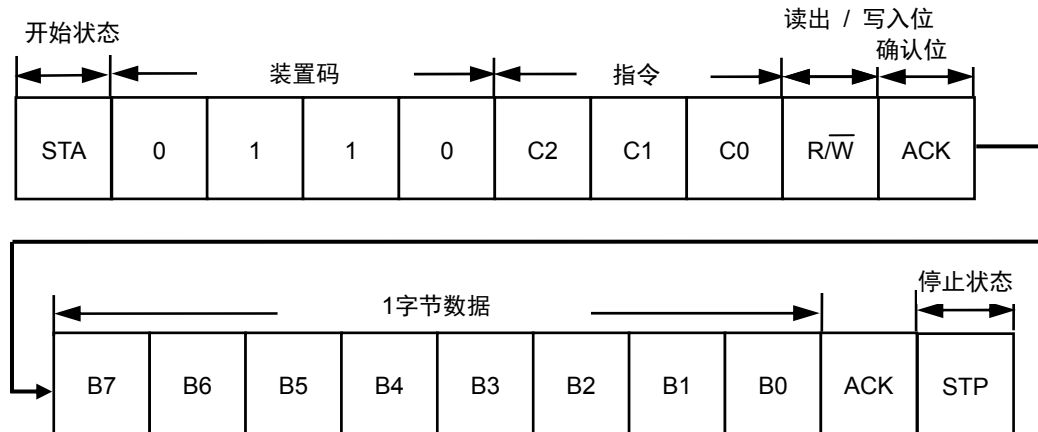 读出 / 写入位
开始状态
确认位
装置码
指令
STA 0 1 1 0 C2 C1 C0 R/W̅ ACK
停止状态
1字节数据
B7 B6 B5 B4 B3 B2 B1 B0 ACK STP